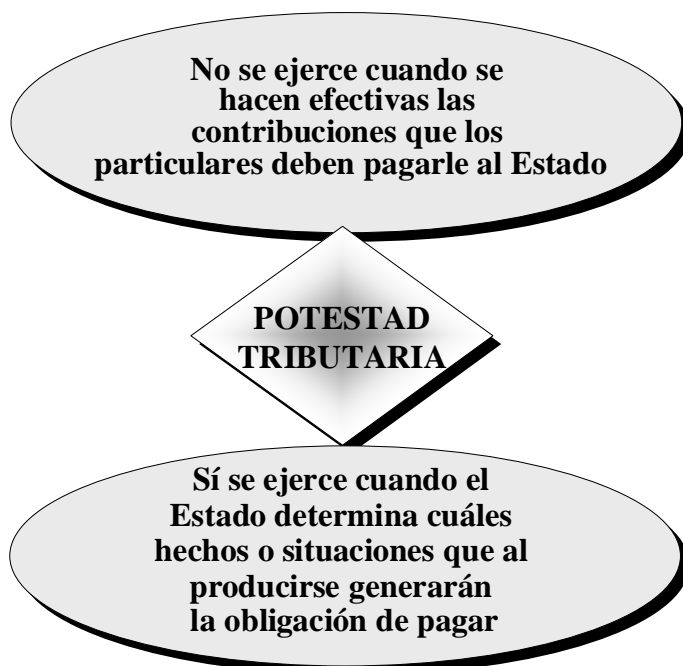 No se ejerce cuando se
hacen efectivas las
contribuciones que los
particulares deben pagarle al Estado
POTESTAD
TRIBUTARIA
Sí se ejerce cuando el
Estado determina cuáles
hechos o situaciones que al
producirse generarán
la obligación de pagar